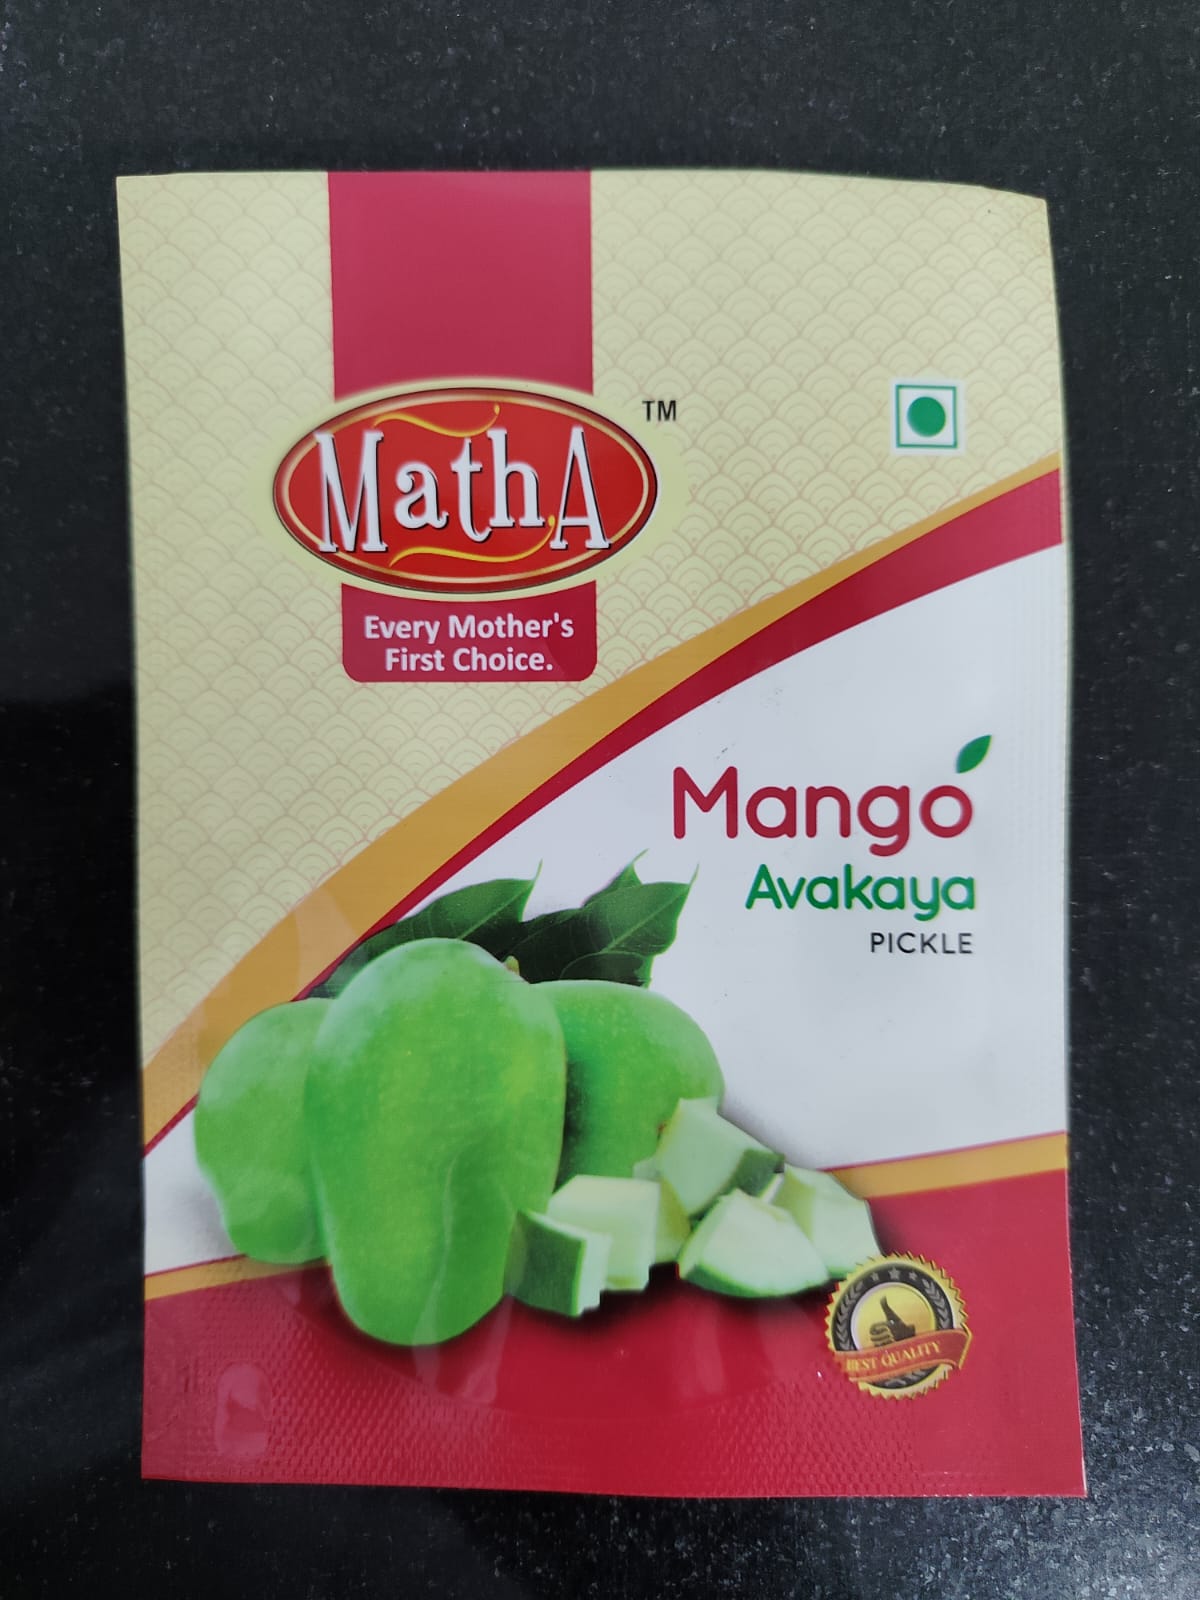 MathA
TM
Every Mother's
First Choice.
Mango
Avakaya
PICKLE
BEST QUALITY